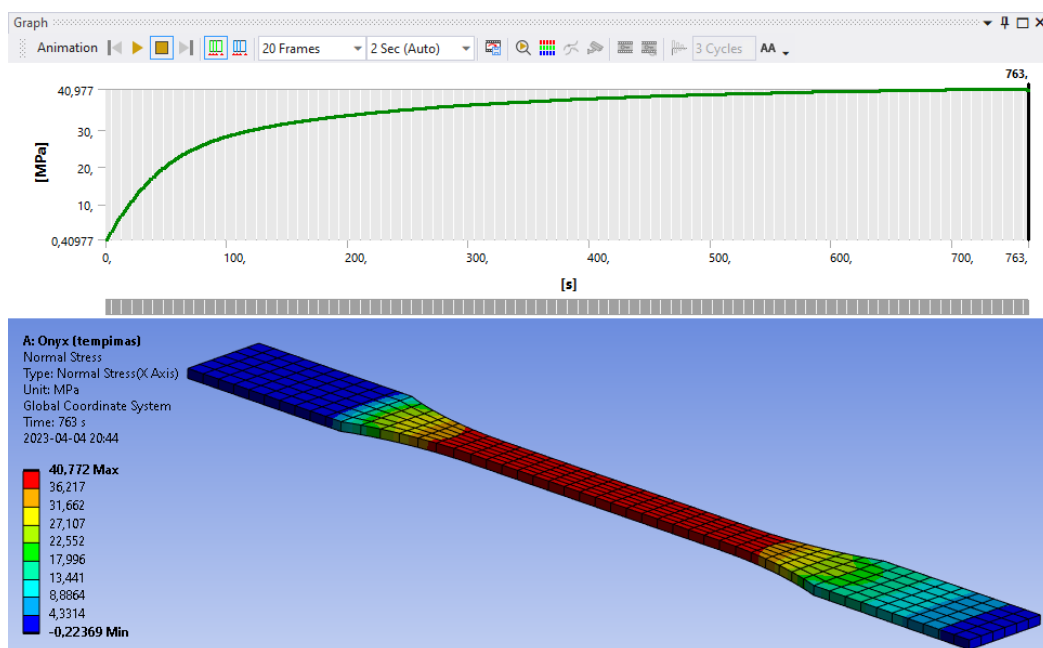 Graph
Animation 20 Frames 2 Sec (Auto) 3 Cycles AA
763,
40,977
30,
20,
10,
0,40977
[MPa]
0, 100, 200, 300, 400, 500, 600, 700, 763,
[s]
A: Onyx (tempimas)
Normal Stress
Type: Normal Stress(X Axis)
Unit: MPa
Global Coordinate System
Time: 763 s
2023-04-04 20:44
40,772 Max
36,217
31,662
27,107
22,552
17,996
13,441
8,8864
4,3314
-0,22369 Min